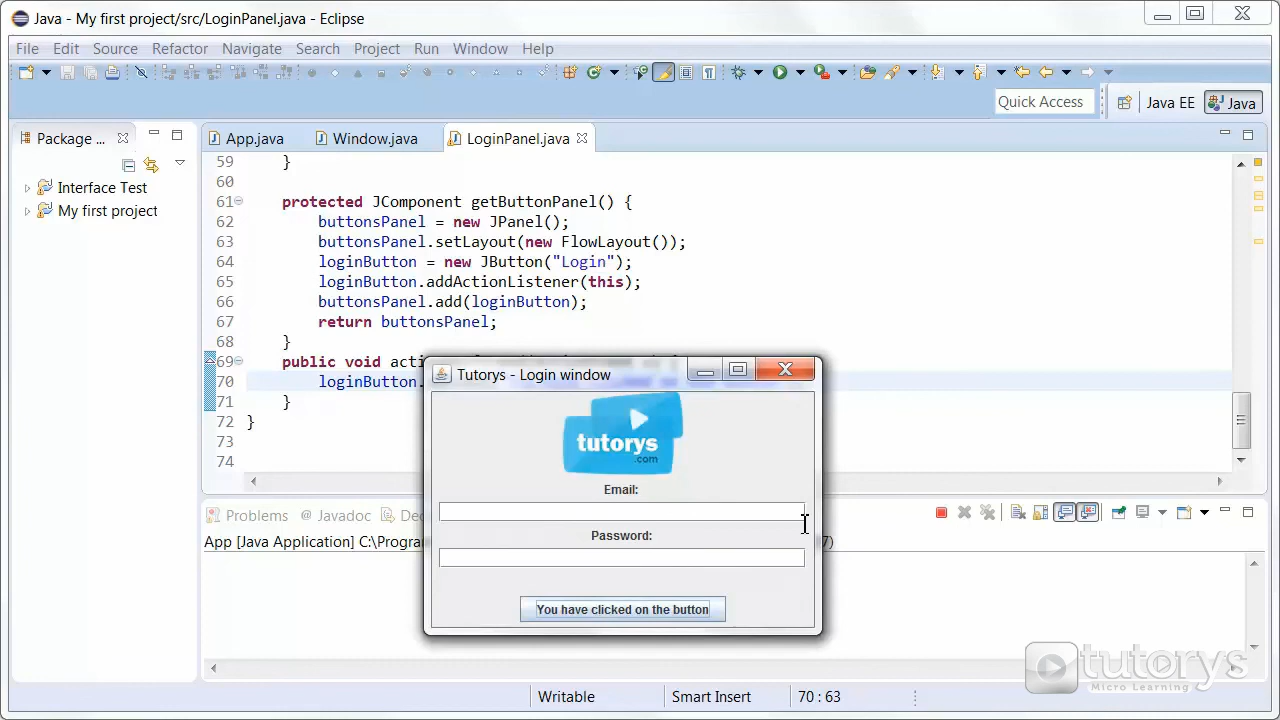 Java - My first project/src/LoginPanel.java - Eclipse
File Edit Source Refactor Navigate Search Project Run Window Help
Quick Access Java EE Java
Package ... App.java Window.java LoginPanel.java
Interface Test
My first project
59 }
60
61 protected JComponent getButtonPanel() {
62 buttonsPanel = new JPanel();
63 buttonsPanel.setLayout(new FlowLayout());
64 loginButton = new JButton("Login");
65 loginButton.addActionListener(this);
66 buttonsPanel.add(loginButton);
67 return buttonsPanel;
68 }
69 public void
70 loginButton.
71 }
72 }
73
74
Tutorys - Login window
tutorys
.com
Email:
Password:
You have clicked on the button
Problems @ Javadoc
App [Java Application]
Writable Smart Insert 70 : 63
tutorys
Micro Learning